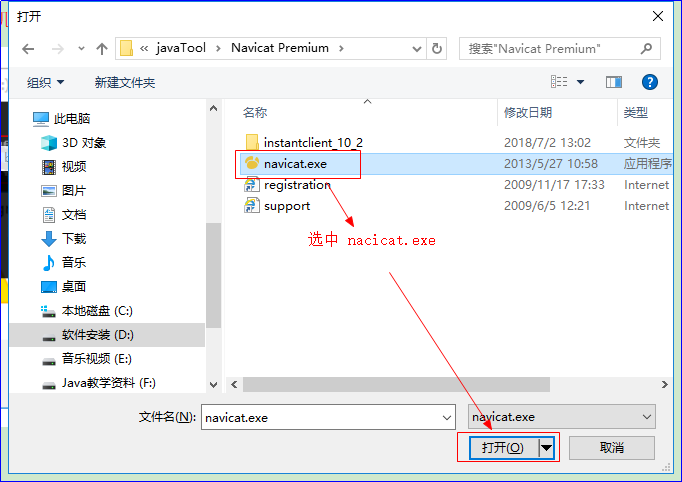 打开
« javaTool > Navicat Premium >
搜索"Navicat Premium"
组织
新建文件夹
?
名称
修改日期
类型
此电脑
3D 对象
视频
图片
文档
下载
音乐
桌面
本地磁盘 (C:)
软件安装 (D:)
音乐视频 (E:)
Java教学资料 (F:)
instantclient_10_2 2018/7/2 13:02 文件夹
navicat.exe 2013/5/27 10:58 应用程序
registration 2009/11/17 17:33 Internet
support 2009/6/5 12:21 Internet
选中 nacicat.exe
文件名(N): navicat.exe
navicat.exe
打开(O)
取消